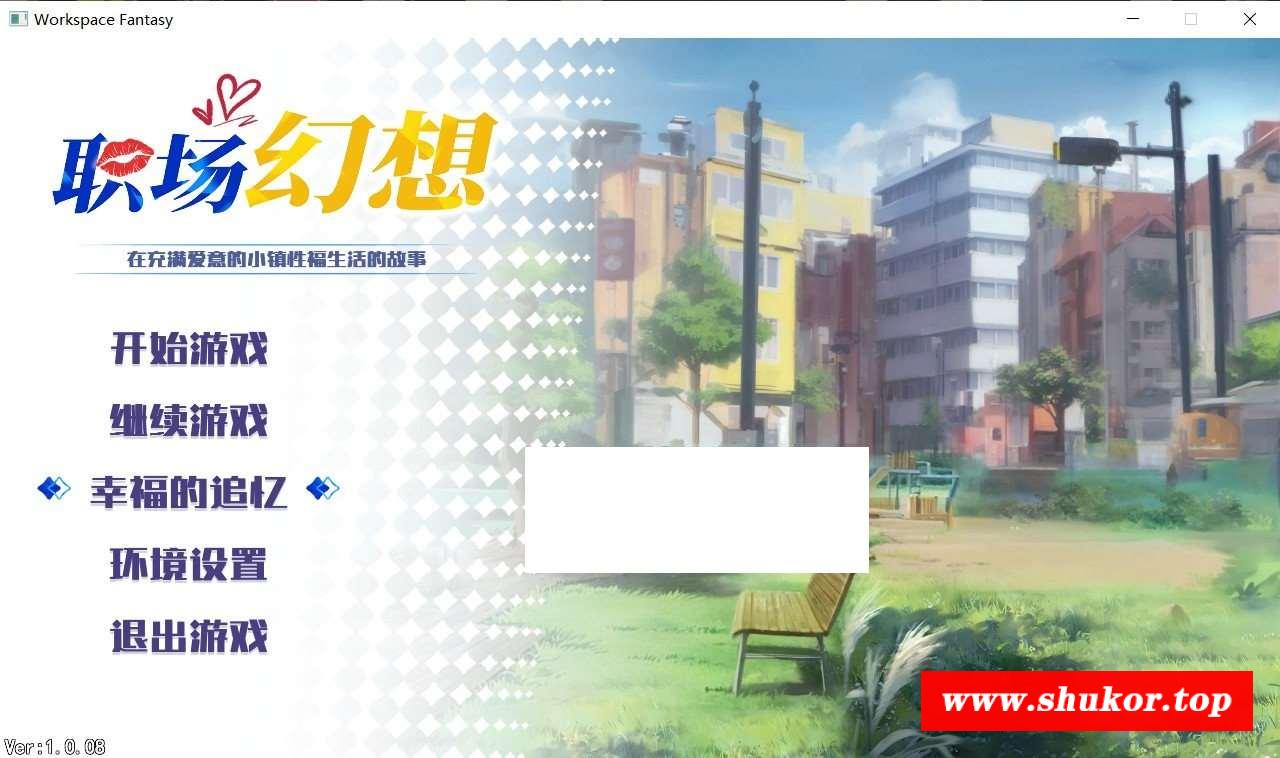 Workspace Fantasy
职场幻想
在充满爱意的小镇性福生活的故事
开始游戏
继续游戏
幸福的追忆
环境设置
退出游戏
www.shukor.top
Ver:1.0.08